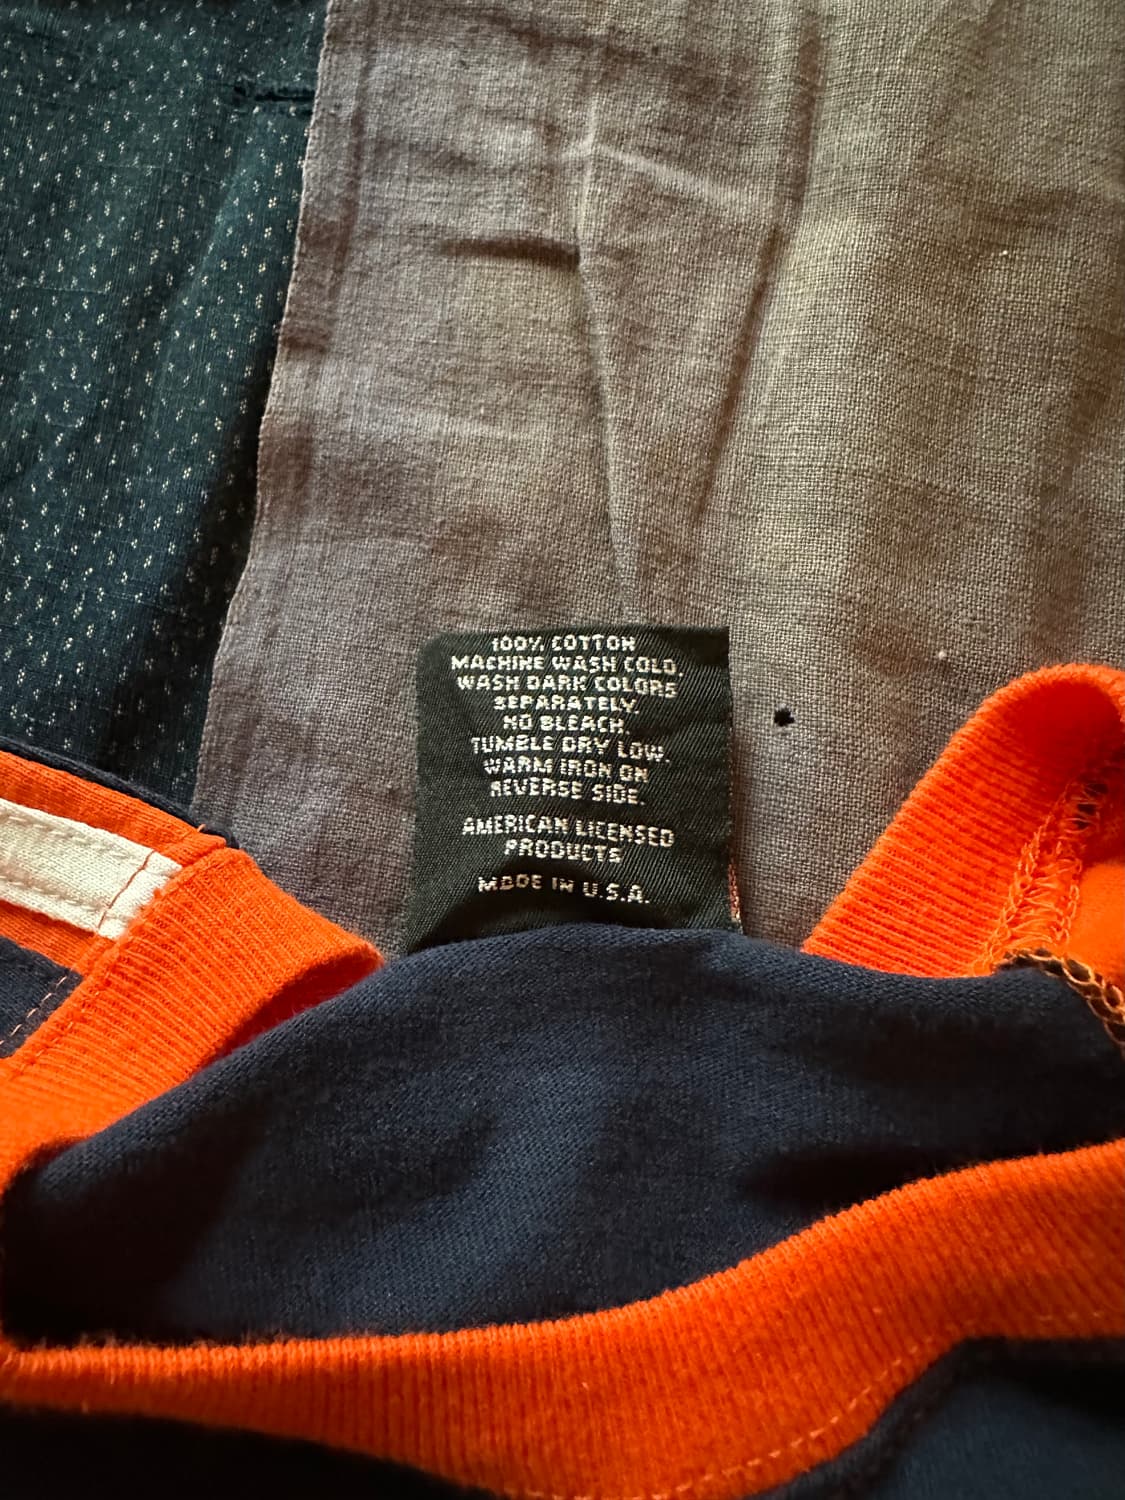 100% COTTON
MACHINE WASH COLD.
WASH DARK COLORS
SEPARATELY.
NO BLEACH.
TUMBLE DRY LOW.
WARM IRON ON
REVERSE SIDE.
AMERICAN LICENSED
PRODUCTS
MADE IN U.S.A.